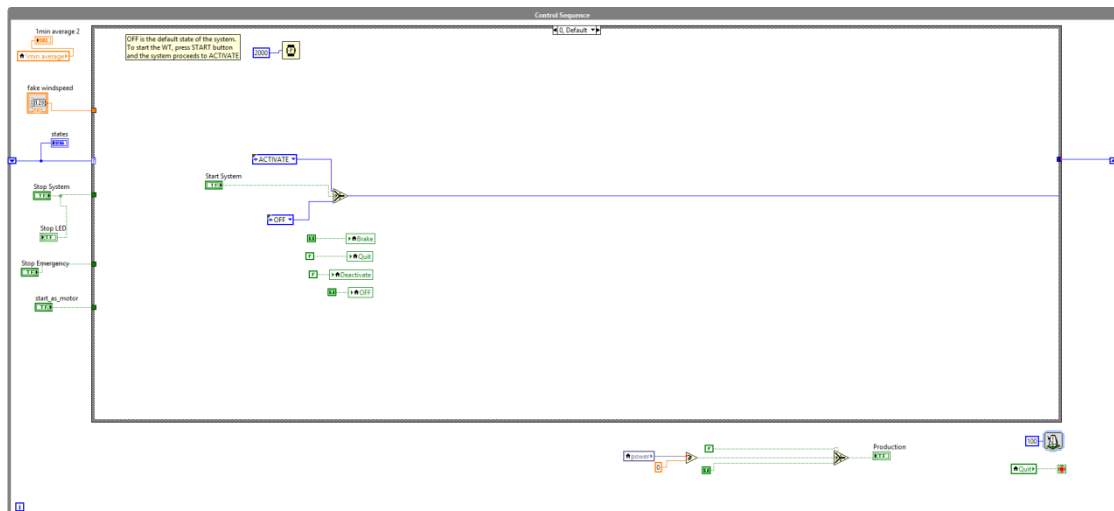 Control Sequence
1min average 2
1min average
0, Default
OFF is the default state of the system.
To start the WT, press START button
and the system proceeds to ACTIVATE
2000
fake windspeed
states
ACTIVATE
Start System
Stop System
OFF
Stop LED
Brake
Quit
Stop Emergency
Deactivate
OFF
start_as_motor
power
0
F
Production
100
Quit
i